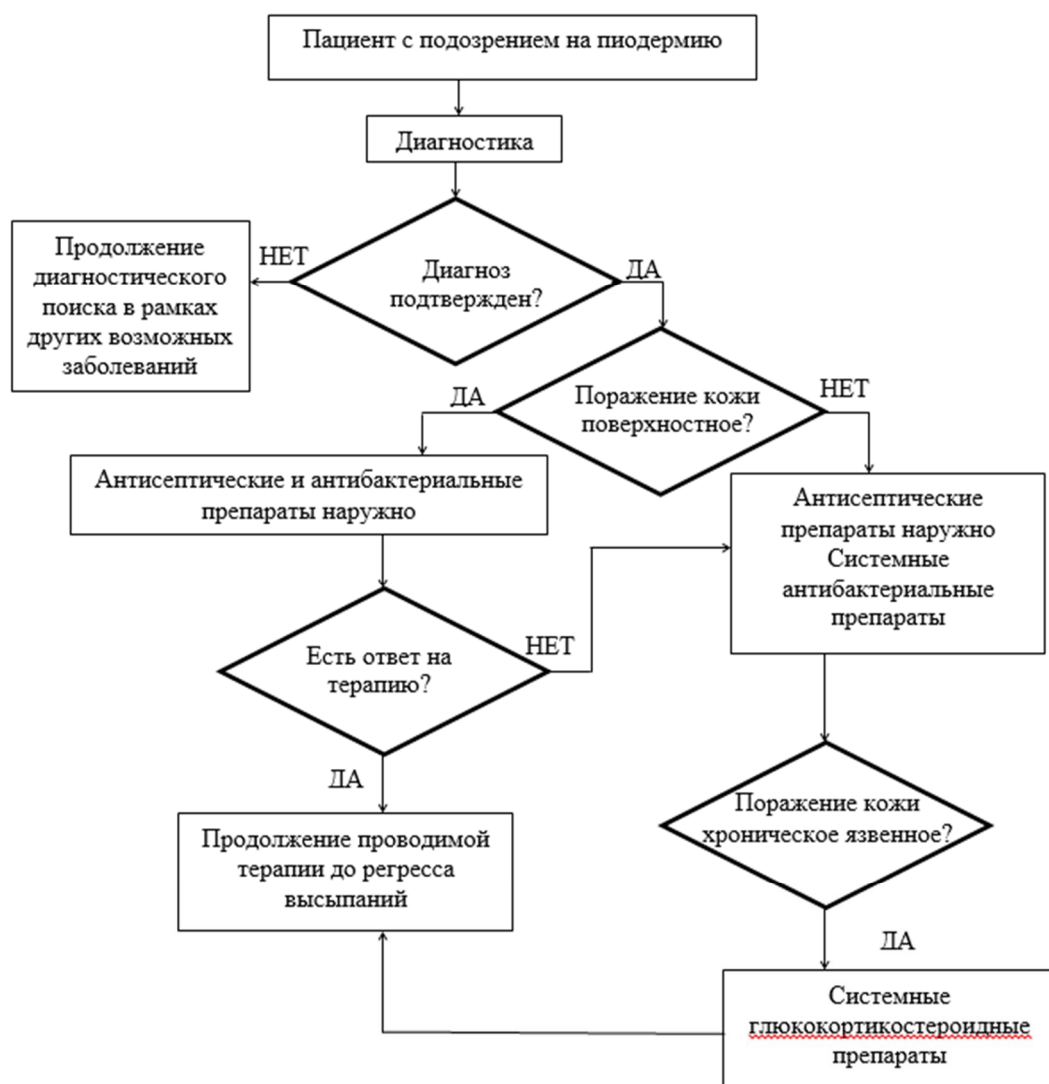 Пациент с подозрением на пиодермию
Диагностика
Диагноз
подтвержден?
НЕТ
ДА
Продолжение
диагностического
поиска в рамках
других возможных
заболеваний
Поражение кожи
поверхностное?
ДА
НЕТ
Антисептические и антибактериальные
препараты наружно
Антисептические
препараты наружно
Системные
антибактериальные
препараты
Есть ответ на
терапию?
НЕТ
ДА
Поражение кожи
хроническое язвенное?
Продолжение проводимой
терапии до регресса
высыпаний
ДА
Системные
глюкокортикостероидные
препараты